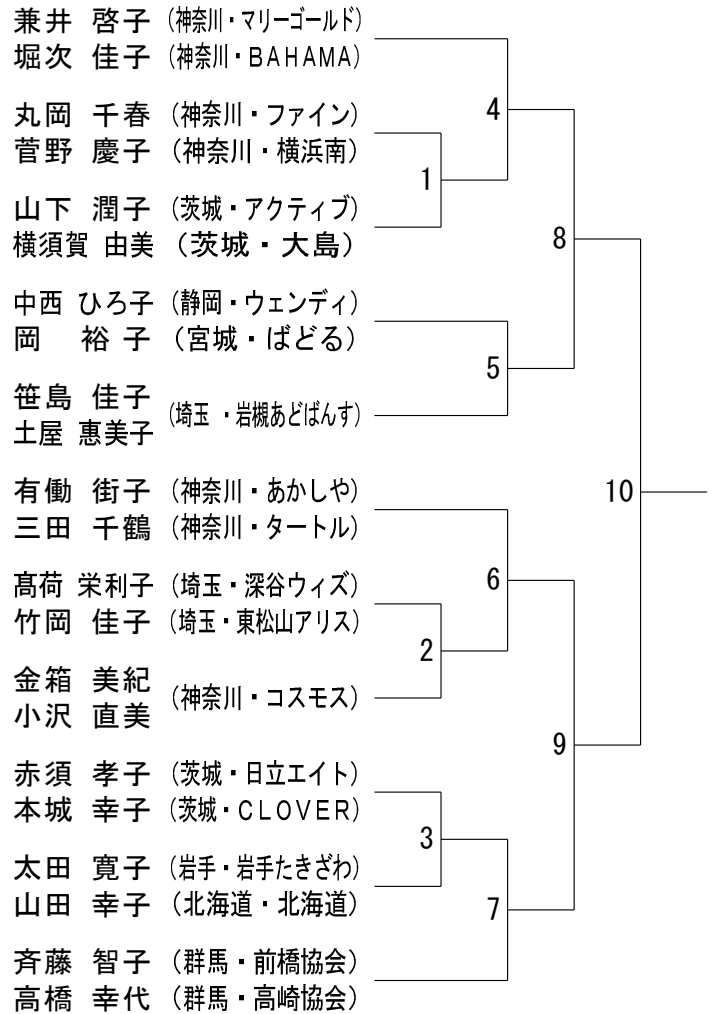 兼井 啓子 (神奈川・マリーゴールド)
堀次 佳子 (神奈川・BAHAMA)
4
丸岡 千春 (神奈川・ファイン)
菅野 慶子 (神奈川・横浜南)
1
山下 潤子 (茨城・アクティブ)
横須賀 由美 (茨城・大島)
8
中西 ひろ子 (静岡・ウェンディ)
岡 裕子 (宮城・ばどる)
5
笹島 佳子
(埼玉 ・岩槻あどばんす)
土屋 惠美子
有働 街子 (神奈川・あかしや)
10
三田 千鶴 (神奈川・タートル)
6
髙荷 栄利子 (埼玉・深谷ウィズ)
竹岡 佳子 (埼玉・東松山アリス)
2
金箱 美紀
(神奈川・コスモス)
小沢 直美
9
赤須 孝子 (茨城・日立エイト)
本城 幸子 (茨城・CLOVER)
3
太田 寛子 (岩手・岩手たきざわ)
山田 幸子 (北海道・北海道)
7
斉藤 智子 (群馬・前橋協会)
高橋 幸代 (群馬・高崎協会)